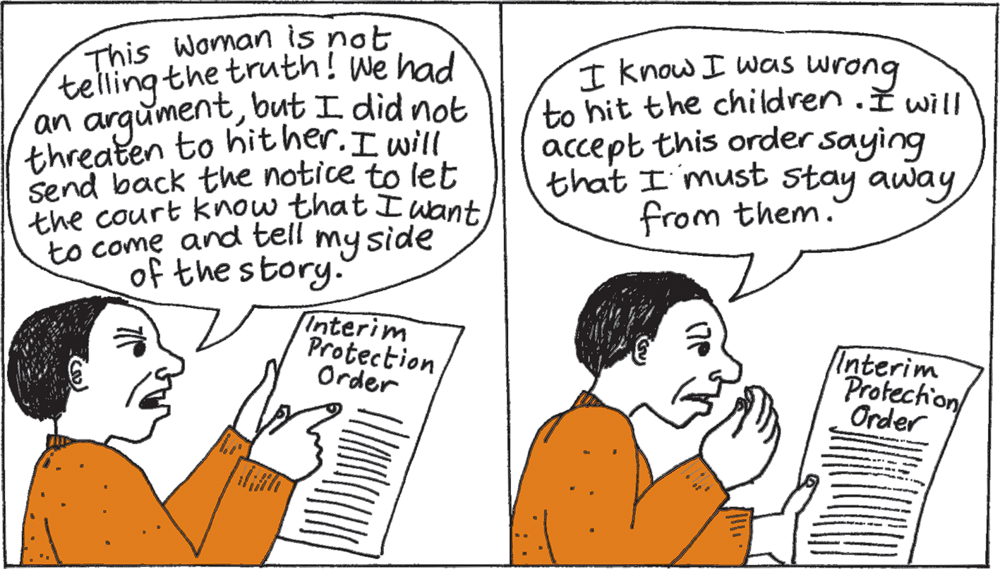 This woman is not
telling the truth! We had
an argument, but I did not
threaten to hit her. I will
send back the notice to let
the court know that I want
to come and tell my side
of the story.
Interim
Protection
Order
I know I was wrong
to hit the children. I will
accept this order saying
that I must stay away
from them.
Interim
Protection
Order